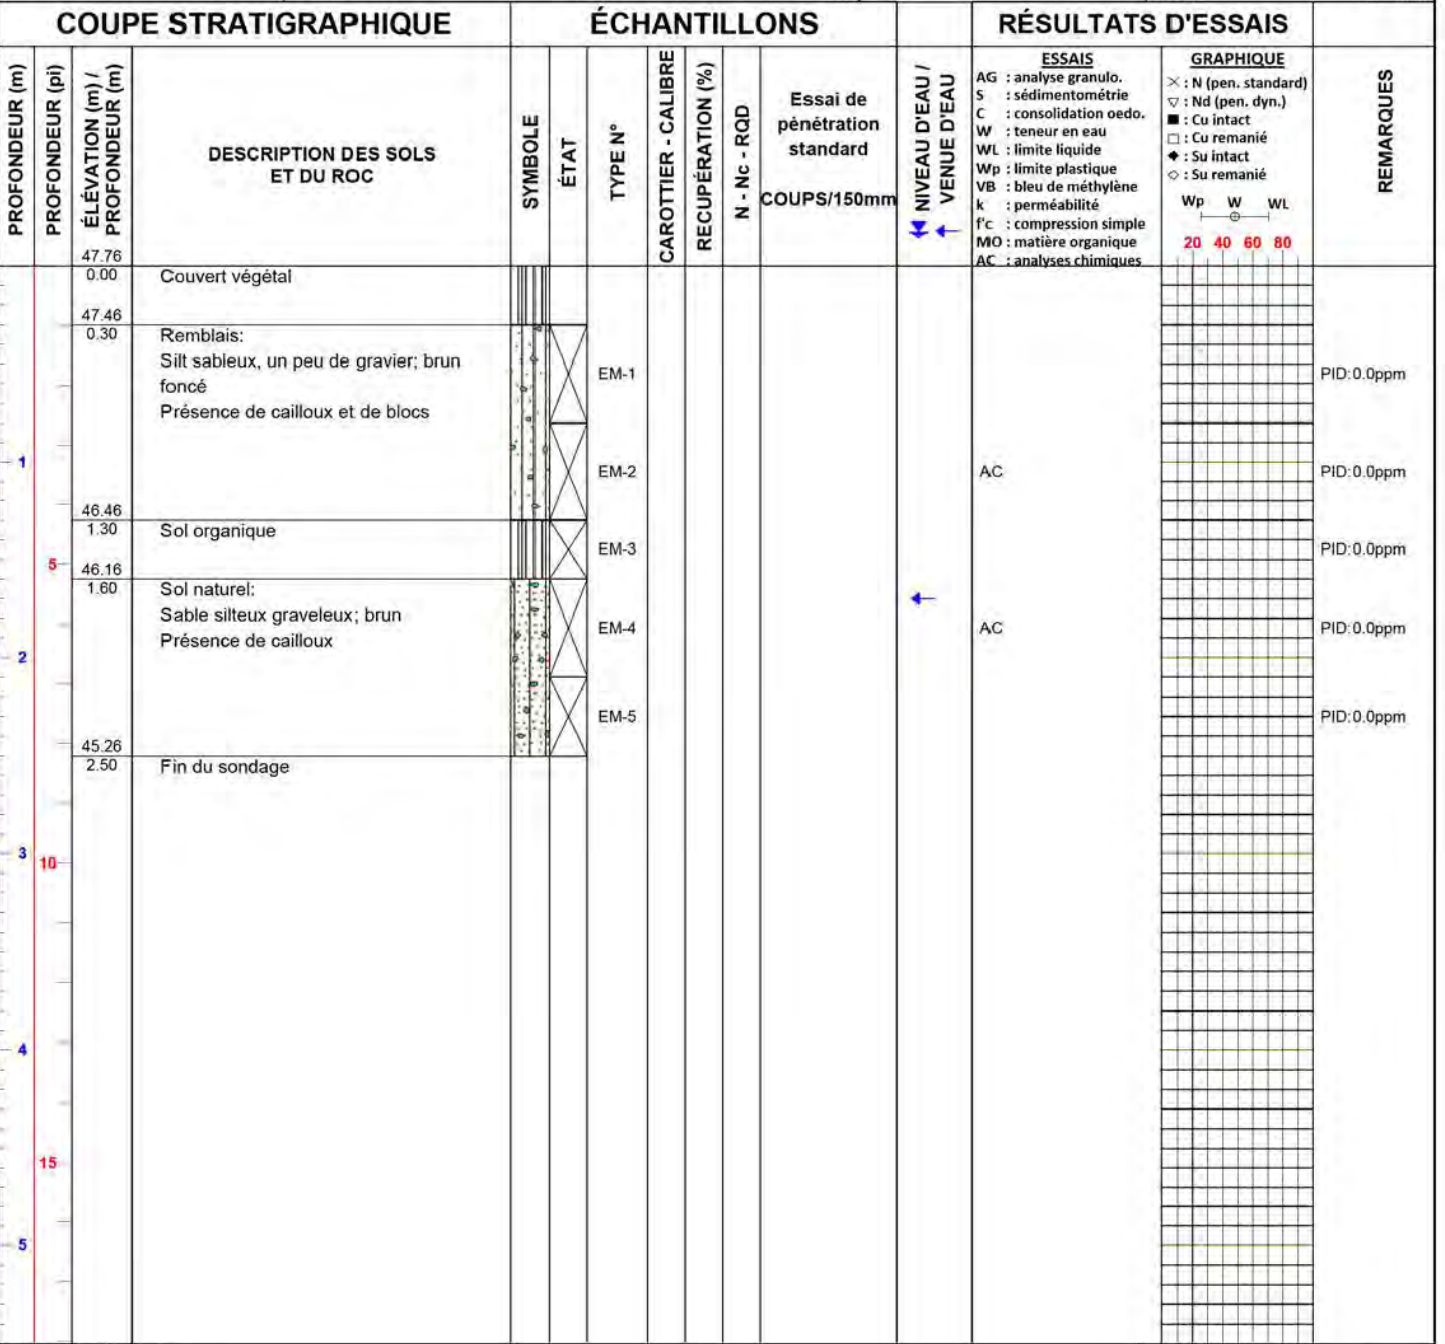 COUPE STRATIGRAPHIQUE
ÉCHANTILLONS
RÉSULTATS D'ESSAIS
PROFONDEUR (m)
PROFONDEUR (pi)
ÉLÉVATION (m) /
PROFONDEUR (m)
DESCRIPTION DES SOLS
ET DU ROC
SYMBOLE
ÉTAT
TYPE N°
CAROTTIER - CALIBRE
RECUPÉRATION (%)
N - Nc - RQD
Essai de
pénétration
standard
COUPS/150mm
NIVEAU D'EAU /
VENUE D'EAU
ESSAIS
AG : analyse granulo.
S : sédimentométrie
C : consolidation oedo.
W : teneur en eau
WL : limite liquide
Wp : limite plastique
VB : bleu de méthylène
k : perméabilité
f'c : compression simple
MO : matière organique
AC : analyses chimiques
GRAPHIQUE
× : N (pen. standard)
▽ : Nd (pen. dyn.)
■ : Cu intact
□ : Cu remanié
◆ : Su intact
◇ : Su remanié
Wp W WL
20 40 60 80
REMARQUES
47.76
0.00 Couvert végétal
47.46
0.30 Remblais:
Silt sableux, un peu de gravier; brun
foncé
Présence de cailloux et de blocs
EM-1 PID:0.0ppm
1 EM-2 AC PID:0.0ppm
46.46
1.30 Sol organique
EM-3 PID:0.0ppm
5
46.16
1.60 Sol naturel:
Sable silteux graveleux; brun
Présence de cailloux
EM-4 AC PID:0.0ppm
2
EM-5 PID:0.0ppm
45.26
2.50 Fin du sondage
3
10
4
15
5